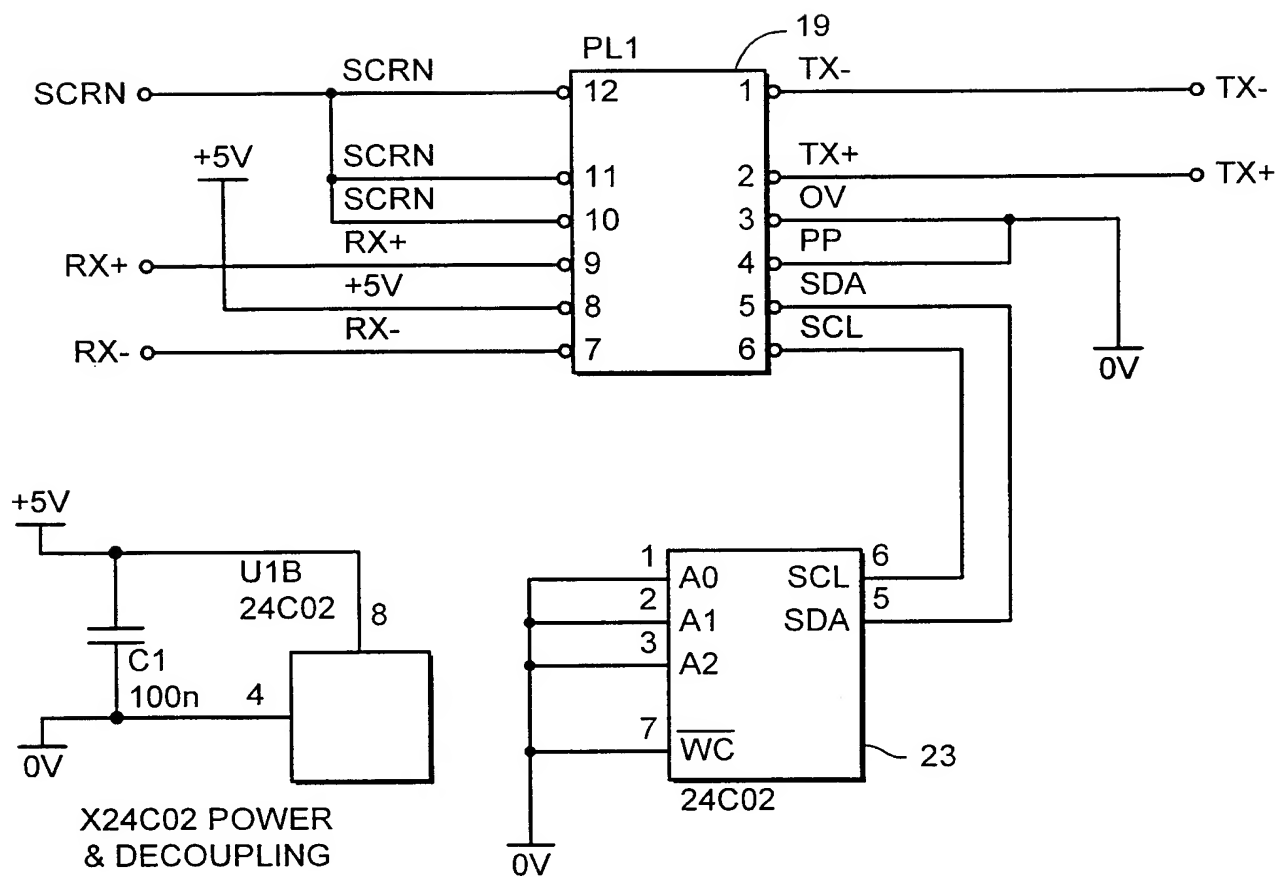 19
PL1
SCRN
SCRN
12
1
TX-
TX-
SCRN
11
2
TX+
TX+
+5V
SCRN
10
3
OV
RX+
RX+
9
4
PP
+5V
8
5
SDA
RX-
RX-
7
6
SCL
0V
+5V
U1B
24C02
8
C1
100n
4
0V
X24C02 POWER
& DECOUPLING
1
A0
SCL
6
2
A1
SDA
5
3
A2
7
WC
23
24C02
0V